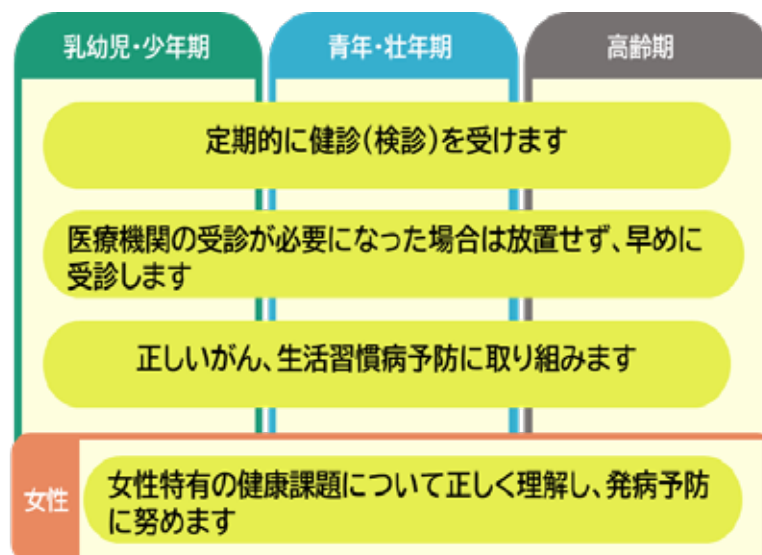 乳幼児・少年期
青年・壮年期
高齢期
定期的に健診(検診)を受けます
医療機関の受診が必要になった場合は放置せず、早めに
受診します
正しいがん、生活習慣病予防に取り組みます
女性
女性特有の健康課題について正しく理解し、発病予防
に努めます